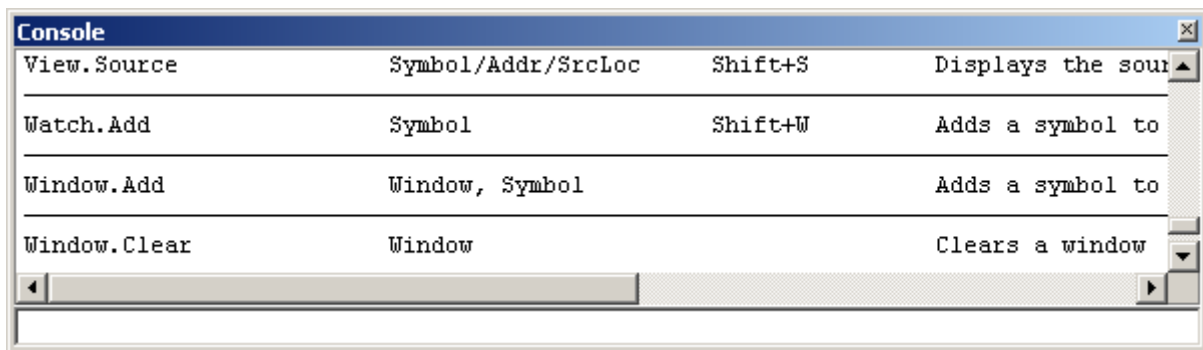 Console
View.Source Symbol/Addr/SrcLoc Shift+S Displays the
Watch.Add Symbol Shift+W Adds a symbol to
Window.Add Window, Symbol Adds a symbol to
Window.Clear Window Clears a window